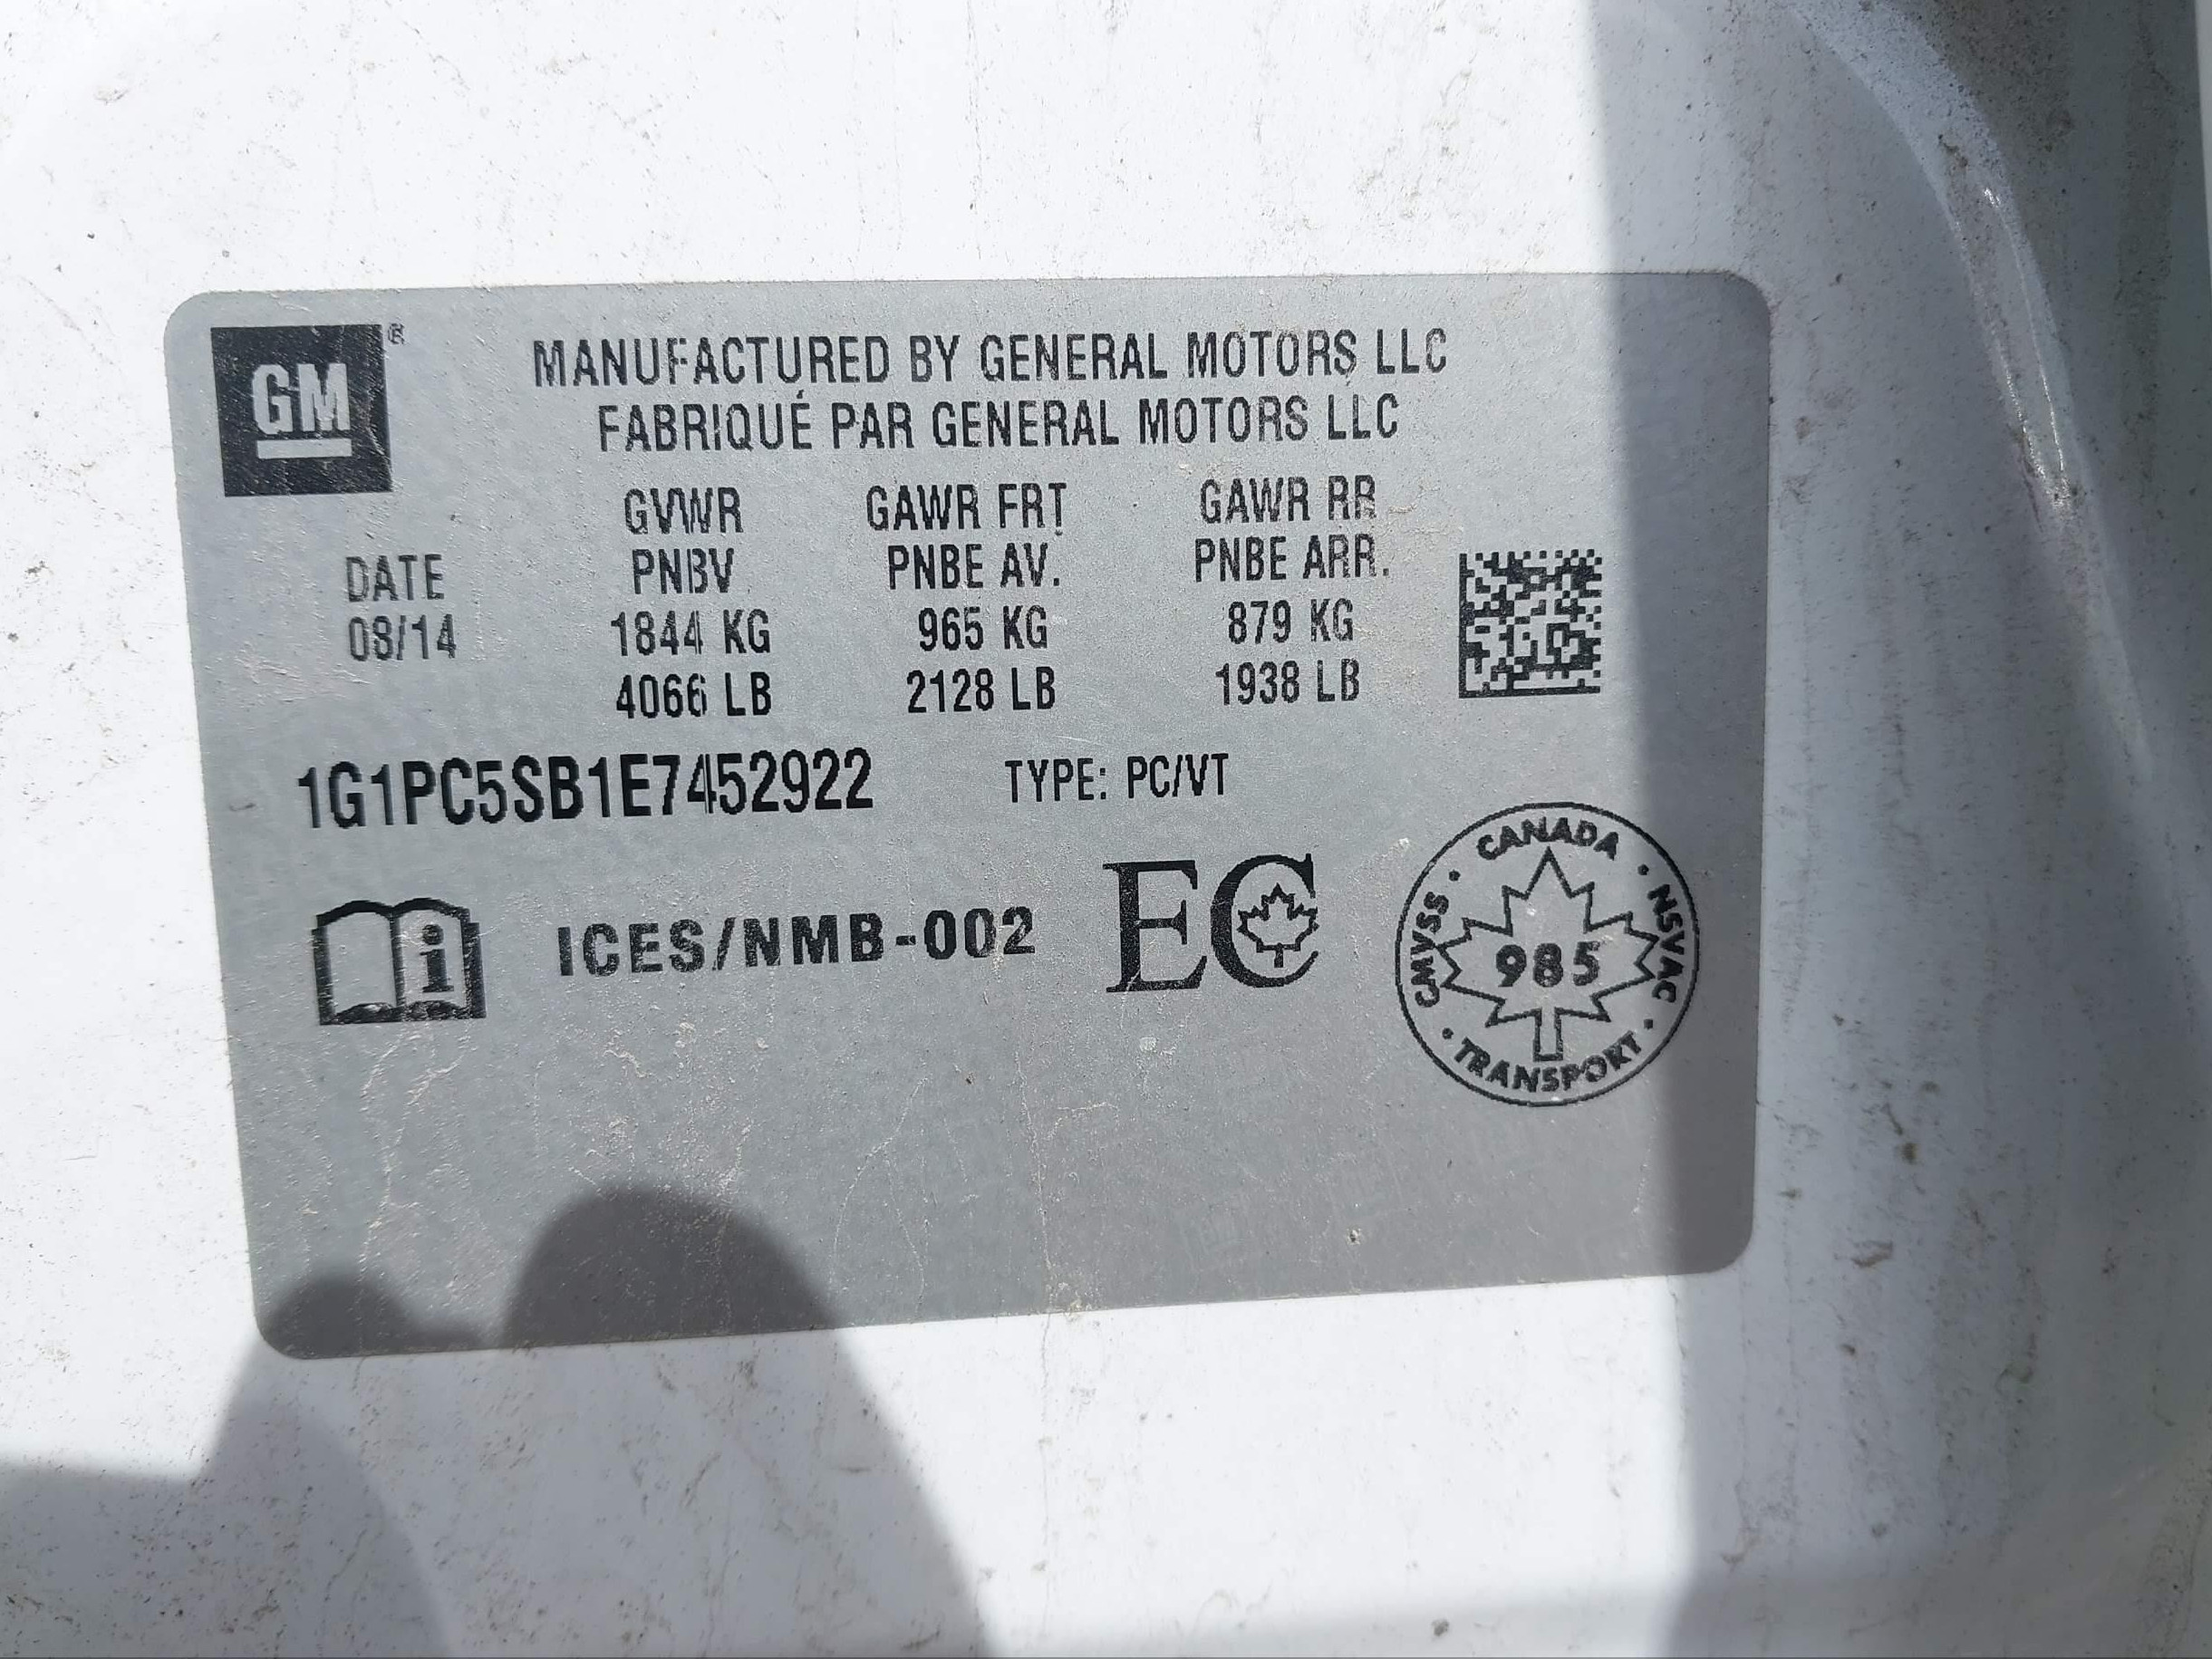 GM®
MANUFACTURED BY GENERAL MOTORS LLC
FABRIQUÉ PAR GENERAL MOTORS LLC
GVWR GAWR FRT GAWR RR
DATE PNBV PNBE AV. PNBE ARR.
08/14 1844 KG 965 KG 879 KG
4066 LB 2128 LB 1938 LB
1G1PC5SB1E7452922 TYPE: PC/VT
i ICES/NMB-002 EC
CANADA · NSVAC · TRANSPORT · CMVSS ·
985